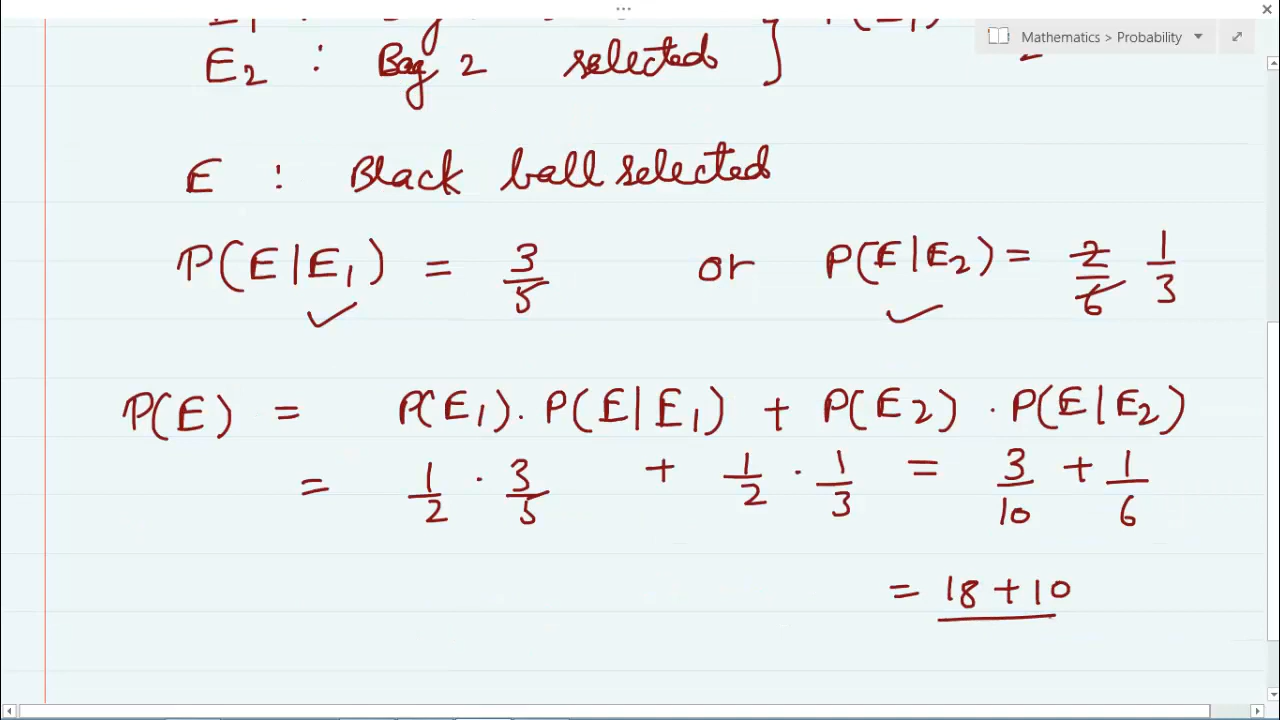 Mathematics > Probability
E2 : Bag 2 selected ]
E : Black ball selected
P(E|E1) = 3/5 or P(E|E2) = 2/6 1/3
P(E) = P(E1). P(E|E1) + P(E2) . P(E|E2)
= 1/2 · 3/5 + 1/2 · 1/3 = 3/10 + 1/6
= 18 + 10